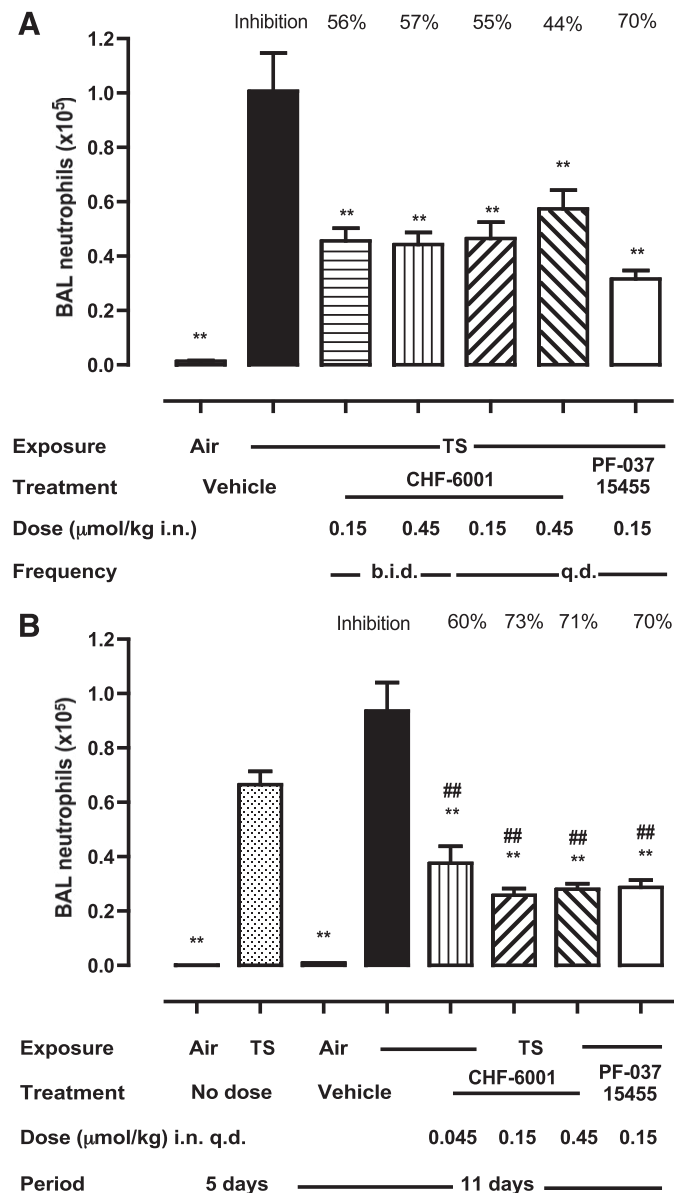 A
Inhibition 56% 57% 55% 44% 70%
1.2
1.0
0.8
0.6
0.4
0.2
0.0
BAL neutrophils (x10⁵)
** ** ** ** ** **
Exposure Air TS
Treatment Vehicle CHF-6001 PF-037 15455
Dose (μmol/kg i.n.) 0.15 0.45 0.15 0.45 0.15
Frequency b.i.d. q.d.
B
Inhibition 60% 73% 71% 70%
1.2
1.0
0.8
0.6
0.4
0.2
0.0
BAL neutrophils (x10⁵)
## ## ## ##
** ** ** ** ** **
Exposure Air TS Air TS
Treatment No dose Vehicle CHF-6001 PF-037 15455
Dose (μmol/kg) i.n. q.d. 0.045 0.15 0.45 0.15
Period 5 days 11 days